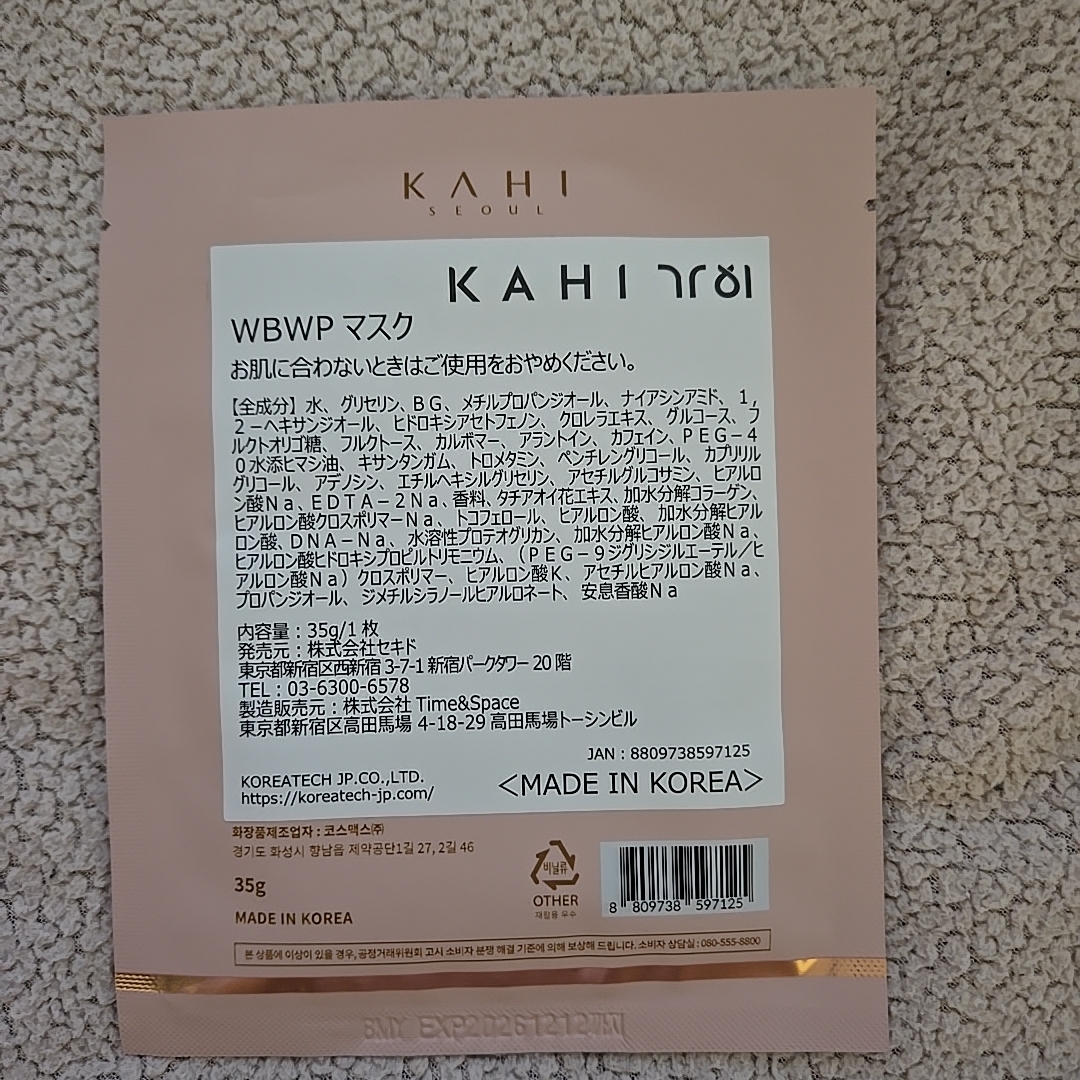 KAHI
SEOUL
KAHI 가히
WBWP マスク
お肌に合わないときはご使用をおやめください。
【全成分】水、グリセリン、ＢＧ、メチルプロパンジオール、ナイアシンアミド、１，
２－ヘキサンジオール、ヒドロキシアセトフェノン、クロレラエキス、グルコース、フ
ルクトオリゴ糖、フルクトース、カルボマー、アラントイン、カフェイン、ＰＥＧ－４
０水添ヒマシ油、キサンタンガム、トロメタミン、ペンチレングリコール、カプリリル
グリコール、アデノシン、エチルヘキシルグリセリン、アセチルグルコサミン、ヒアルロ
ン酸Ｎａ、ＥＤＴＡ－２Ｎａ、香料、タチアオイ花エキス、加水分解コラーゲン、
ヒアルロン酸クロスポリマーＮａ、トコフェロール、ヒアルロン酸、加水分解ヒアル
ロン酸、ＤＮＡ－Ｎａ、水溶性プロテオグリカン、加水分解ヒアルロン酸Ｎａ、
ヒアルロン酸ヒドロキシプロピルトリモニウム、（ＰＥＧ－９ジグリシジルエーテル／ヒ
アルロン酸Ｎａ）クロスポリマー、ヒアルロン酸Ｋ、アセチルヒアルロン酸Ｎａ、
プロパンジオール、ジメチルシラノールヒアルロネート、安息香酸Ｎａ
内容量：35g/1 枚
発売元：株式会社セキド
東京都新宿区西新宿 3-7-1 新宿パークタワー 20 階
TEL：03-6300-6578
製造販売元：株式会社 Time&Space
東京都新宿区高田馬場 4-18-29 高田馬場トーシンビル
JAN：8809738597125
KOREATECH JP.CO.,LTD.
https://koreatech-jp.com/
＜MADE IN KOREA＞
화장품제조업자 : 코스맥스㈜
경기도 화성시 향남읍 제약공단1길 27, 2길 46
35g
MADE IN KOREA
비닐류
OTHER
재활용 우수
8 809738 597125
본 상품에 이상이 있을 경우, 공정거래위원회 고시 소비자 분쟁 해결 기준에 의해 보상해 드립니다. 소비자 상담실 : 080-555-8800
BMY EXP20261212까지